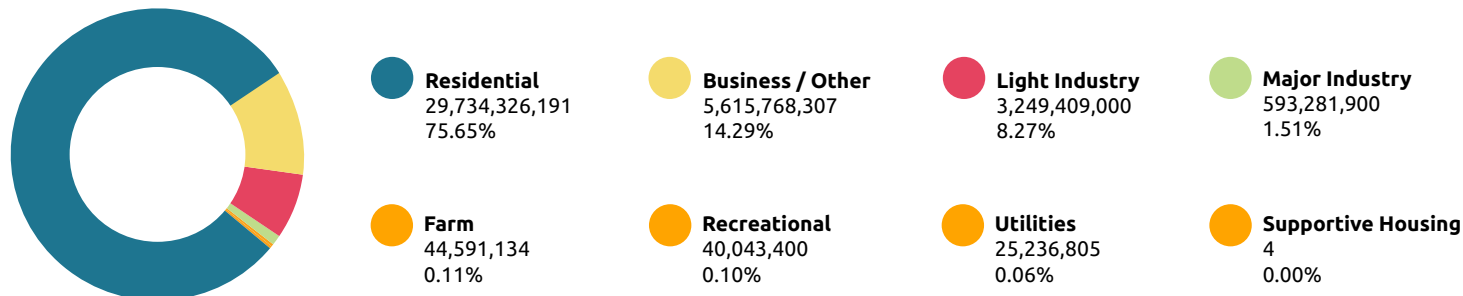 Residential
29,734,326,191
75.65%
Business / Other
5,615,768,307
14.29%
Light Industry
3,249,409,000
8.27%
Major Industry
593,281,900
1.51%
Farm
44,591,134
0.11%
Recreational
40,043,400
0.10%
Utilities
25,236,805
0.06%
Supportive Housing
4
0.00%